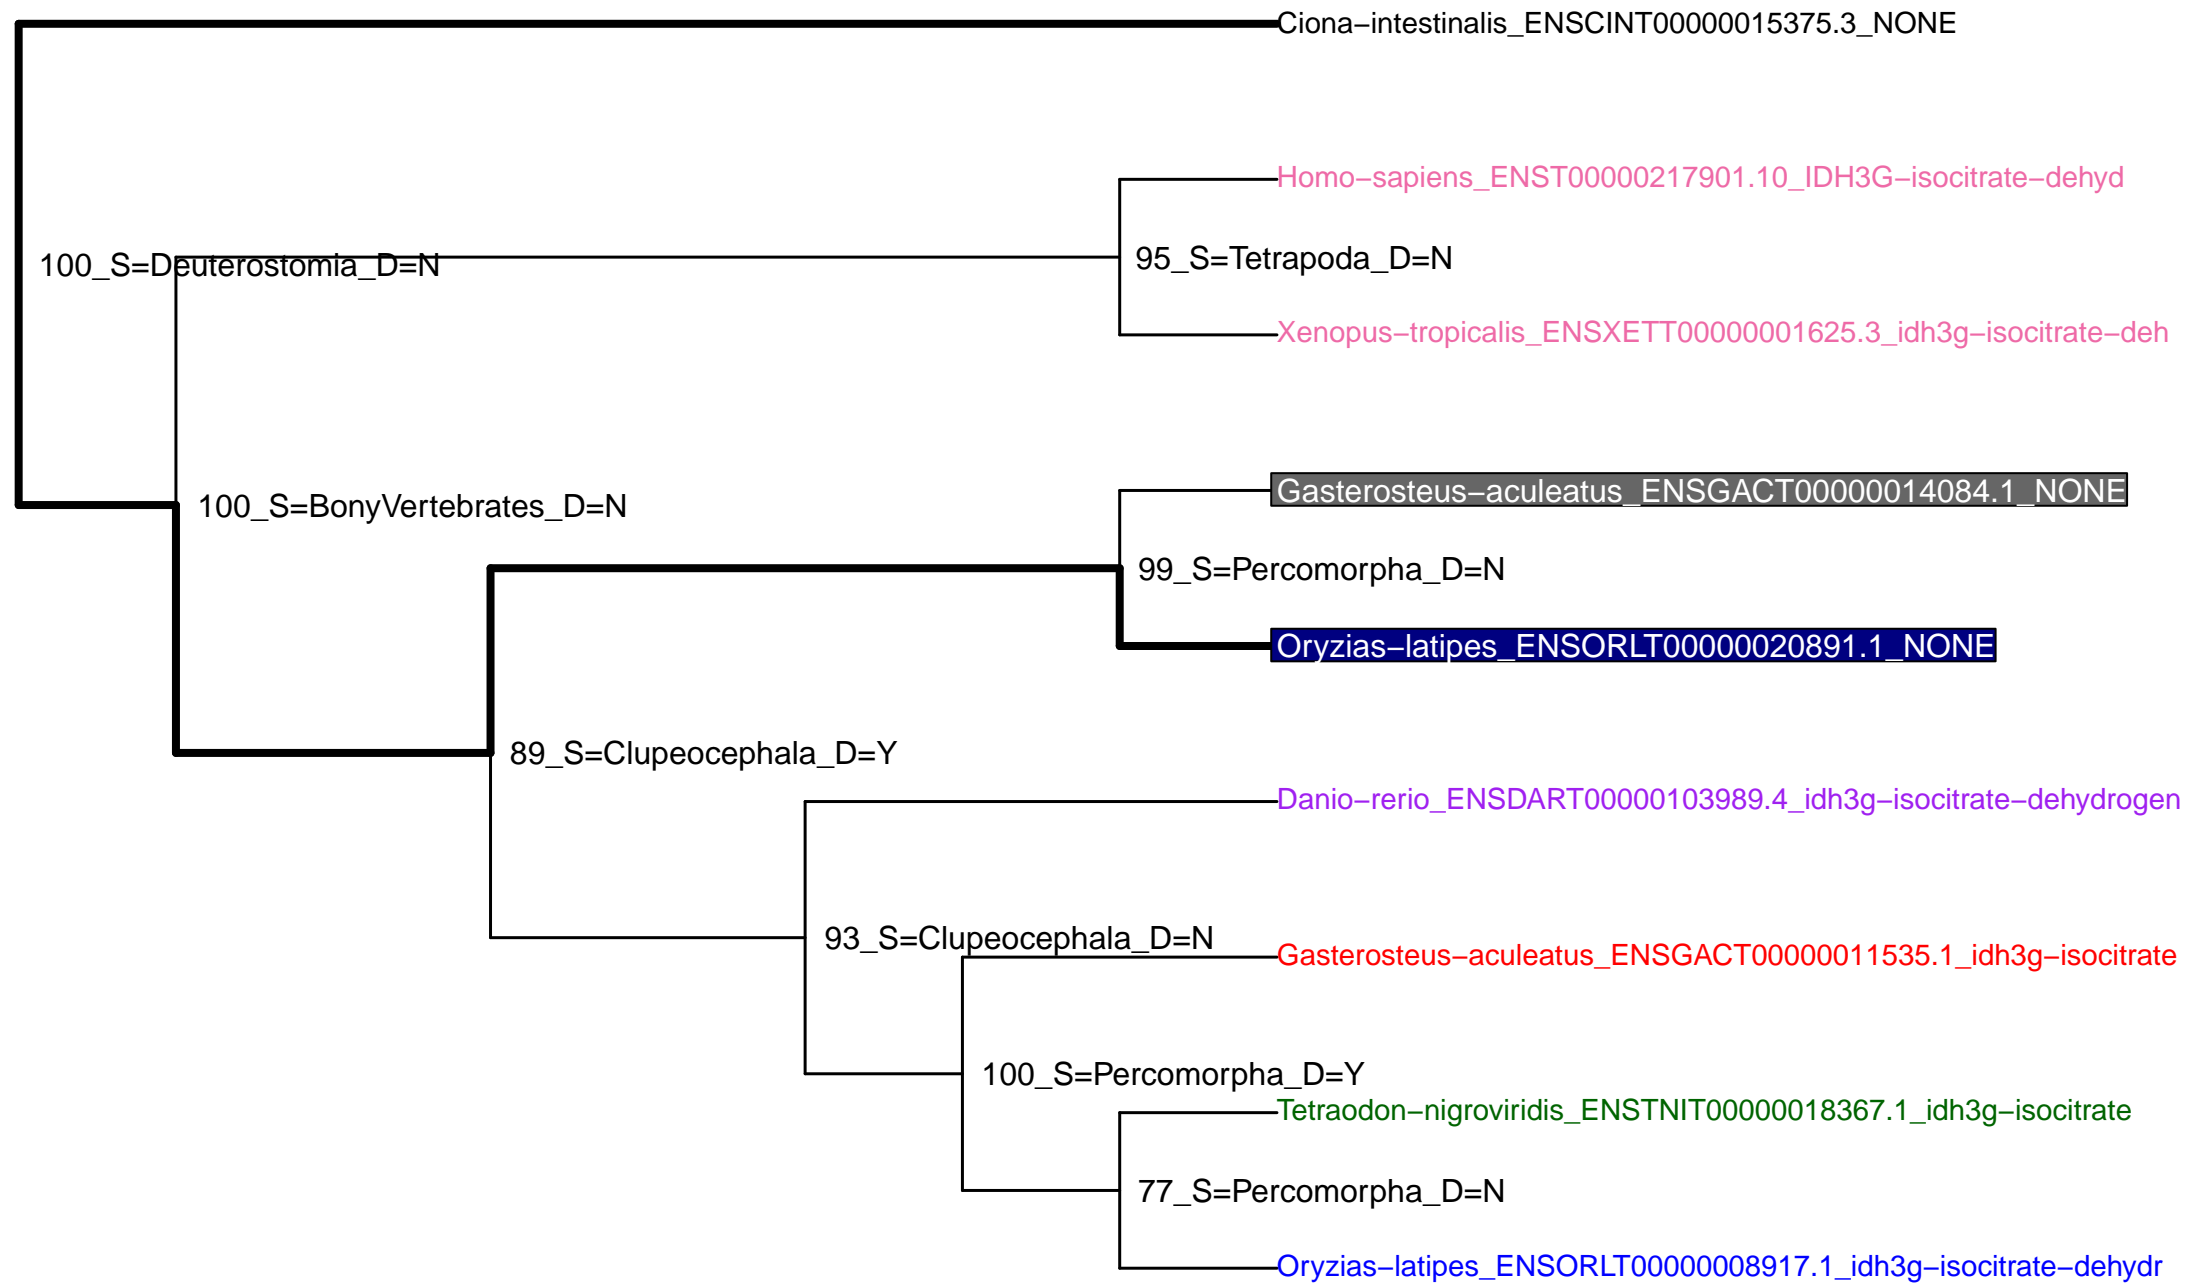 Ciona−intestinalis_ENSCINT00000015375.3_NONE
Homo−sapiens_ENST00000217901.10_IDH3G−isocitrate−dehyd
100_S=Deuterostomia_D=N
95_S=Tetrapoda_D=N
Xenopus−tropicalis_ENSXETT00000001625.3_idh3g−isocitrate−deh
Gasterosteus−aculeatus_ENSGACT00000014084.1_NONE
100_S=BonyVertebrates_D=N
99_S=Percomorpha_D=N
Oryzias−latipes_ENSORLT00000020891.1_NONE
89_S=Clupeocephala_D=Y
Danio−rerio_ENSDART00000103989.4_idh3g−isocitrate−dehydrogen
93_S=Clupeocephala_D=N
Gasterosteus−aculeatus_ENSGACT00000011535.1_idh3g−isocitrate
100_S=Percomorpha_D=Y
Tetraodon−nigroviridis_ENSTNIT00000018367.1_idh3g−isocitrate
77_S=Percomorpha_D=N
Oryzias−latipes_ENSORLT00000008917.1_idh3g−isocitrate−dehydr